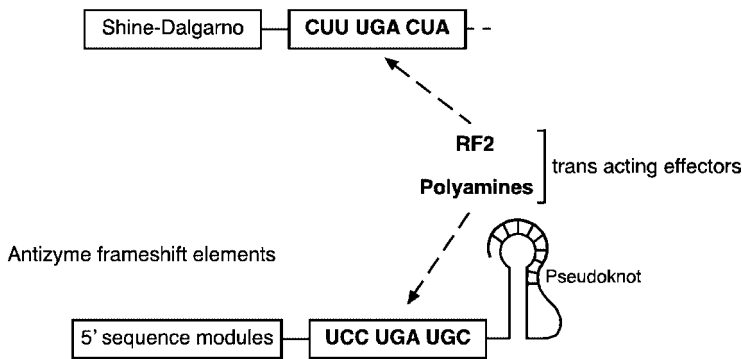 Shine-Dalgarno CUU UGA CUA
RF2
trans acting effectors
Polyamines
Antizyme frameshift elements
Pseudoknot
5' sequence modules UCC UGA UGC